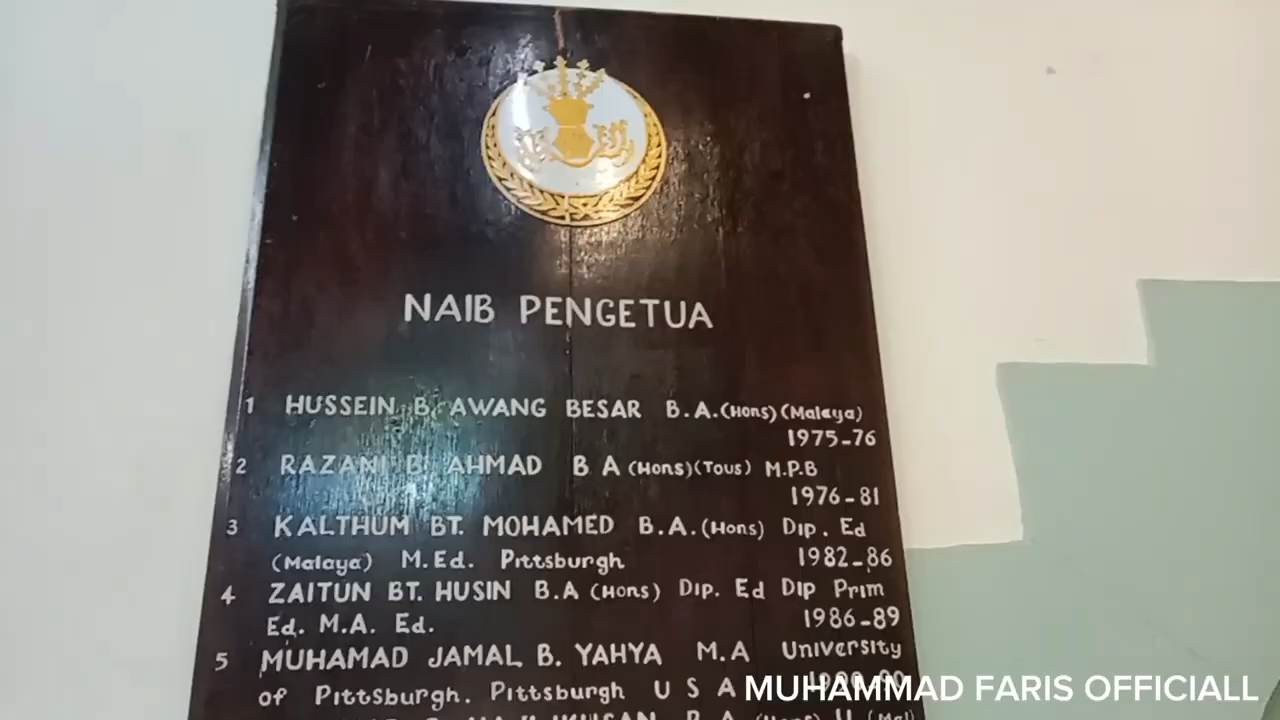 NAIB PENGETUA
1 HUSSEIN B. AWANG BESAR B.A.(Hons)(Malaya)
1975-76
2 RAZANI B. AHMAD B A (Hons)(Tous) M.P.B
1976-81
3 KALTHUM BT. MOHAMED B.A.(Hons) Dip. Ed
(Malaya) M.Ed. Pittsburgh 1982-86
4 ZAITUN BT. HUSIN B.A (Hons) Dip. Ed Dip Prim
Ed. M.A. Ed. 1986-89
5 MUHAMAD JAMAL B. YAHYA M.A University
of Pittsburgh. Pittsburgh U S A
MUHAMMAD FARIS OFFICIALL